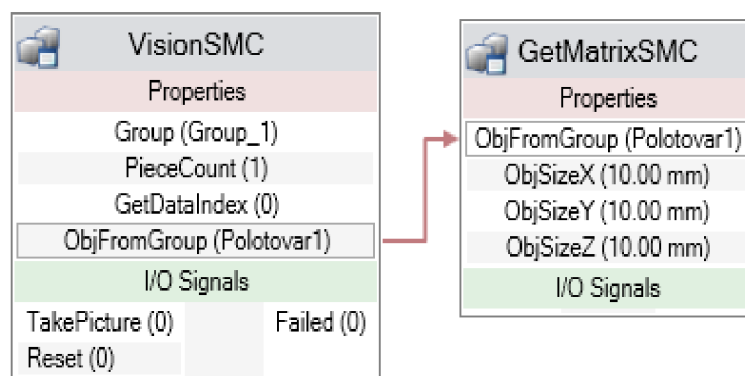 VisionSMC
Properties
Group (Group_1)
PieceCount (1)
GetDataIndex (0)
ObjFromGroup (Polotovar1)
I/O Signals
TakePicture (0) Failed (0)
Reset (0)
GetMatrixSMC
Properties
ObjFromGroup (Polotovar1)
ObjSizeX (10.00 mm)
ObjSizeY (10.00 mm)
ObjSizeZ (10.00 mm)
I/O Signals